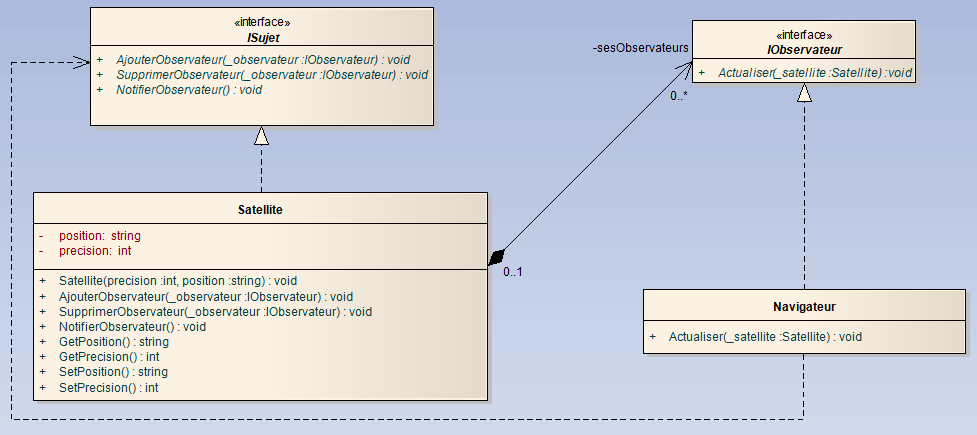 «interface»
ISujet
+ AjouterObservateur(_observateur :IObservateur) : void
+ SupprimerObservateur(_observateur :IObservateur) : void
+ NotifierObservateur() : void
«interface»
IObservateur
+ Actualiser(_satellite :Satellite) :void
-sesObservateurs
0..*
Satellite
- position: string
- precision: int
+ Satellite(precision :int, position :string) : void
+ AjouterObservateur(_observateur :IObservateur) : void
+ SupprimerObservateur(_observateur :IObservateur) : void
+ NotifierObservateur() : void
+ GetPosition() : string
+ GetPrecision() : int
+ SetPosition() : string
+ SetPrecision() : int
0..1
Navigateur
+ Actualiser(_satellite :Satellite) : void